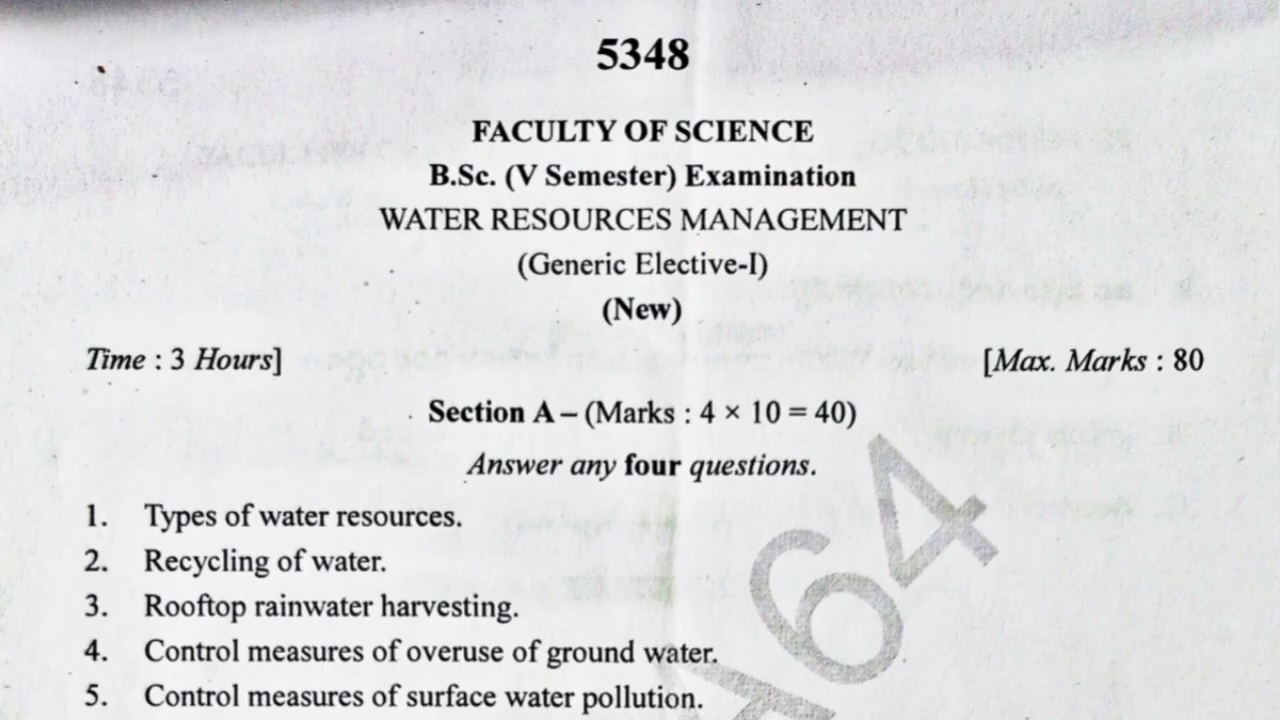 5348
FACULTY OF SCIENCE
B.Sc. (V Semester) Examination
WATER RESOURCES MANAGEMENT
(Generic Elective-I)
(New)
Time : 3 Hours] [Max. Marks : 80
Section A – (Marks : 4 × 10 = 40)
Answer any four questions.
1. Types of water resources.
2. Recycling of water.
3. Rooftop rainwater harvesting.
4. Control measures of overuse of ground water.
5. Control measures of surface water pollution.
64